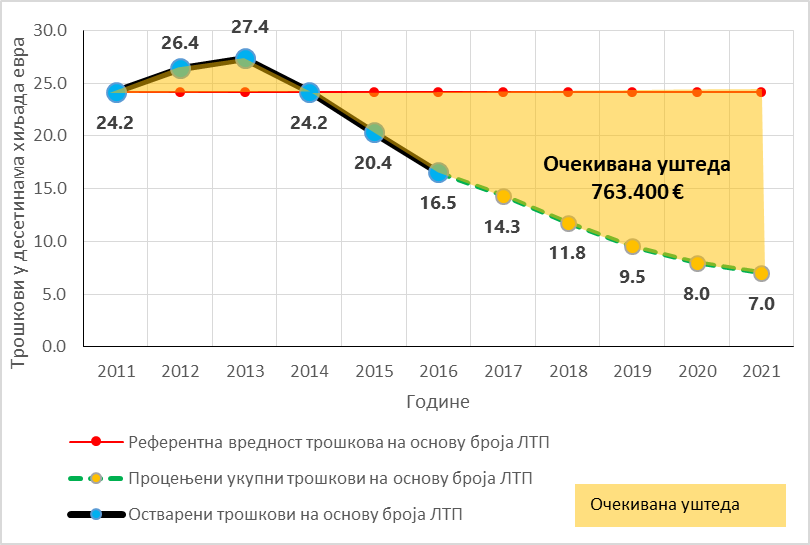 Трошкови у десетинама хиљада евра
30.0
25.0
20.0
15.0
10.0
5.0
0.0
24.2
26.4
27.4
24.2
20.4
16.5
14.3
11.8
9.5
8.0
7.0
Очекивана уштеда
763.400 €
2011 2012 2013 2014 2015 2016 2017 2018 2019 2020 2021
Године
Референтна вредност трошкова на основу броја ЛТП
Процењени укупни трошкови на основу броја ЛТП
Остварени трошкови на основу броја ЛТП
Очекивана уштеда